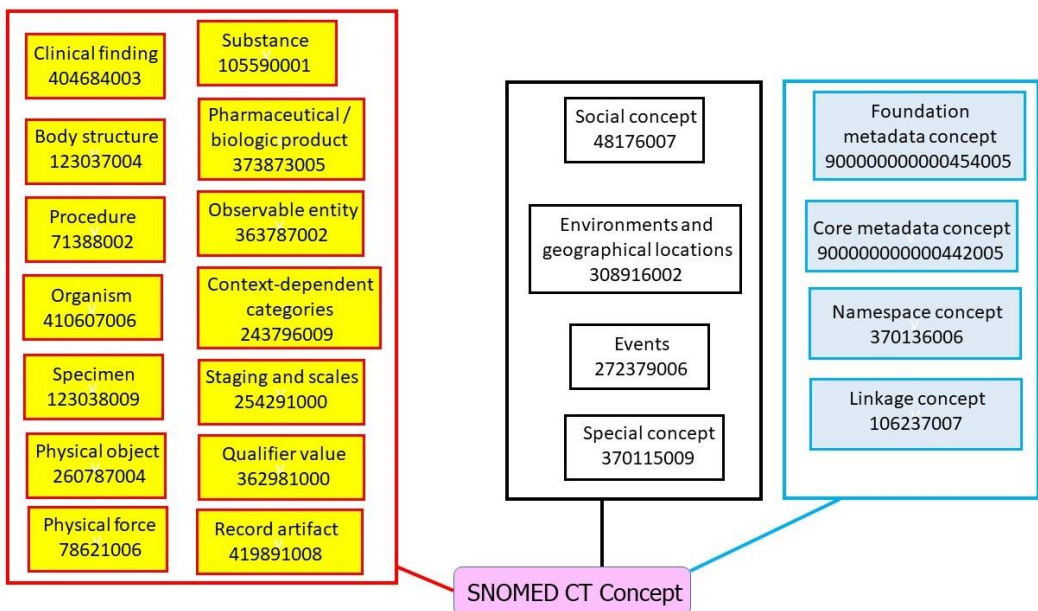 Clinical finding
404684003
Body structure
123037004
Procedure
71388002
Organism
410607006
Specimen
123038009
Physical object
260787004
Physical force
78621006
Substance
105590001
Pharmaceutical /
biologic product
373873005
Observable entity
363787002
Context-dependent
categories
243796009
Staging and scales
254291000
Qualifier value
362981000
Record artifact
419891008
Social concept
48176007
Environments and
geographical locations
308916002
Events
272379006
Special concept
370115009
Foundation
metadata concept
900000000000454005
Core metadata concept
900000000000442005
Namespace concept
370136006
Linkage concept
106237007
SNOMED CT Concept